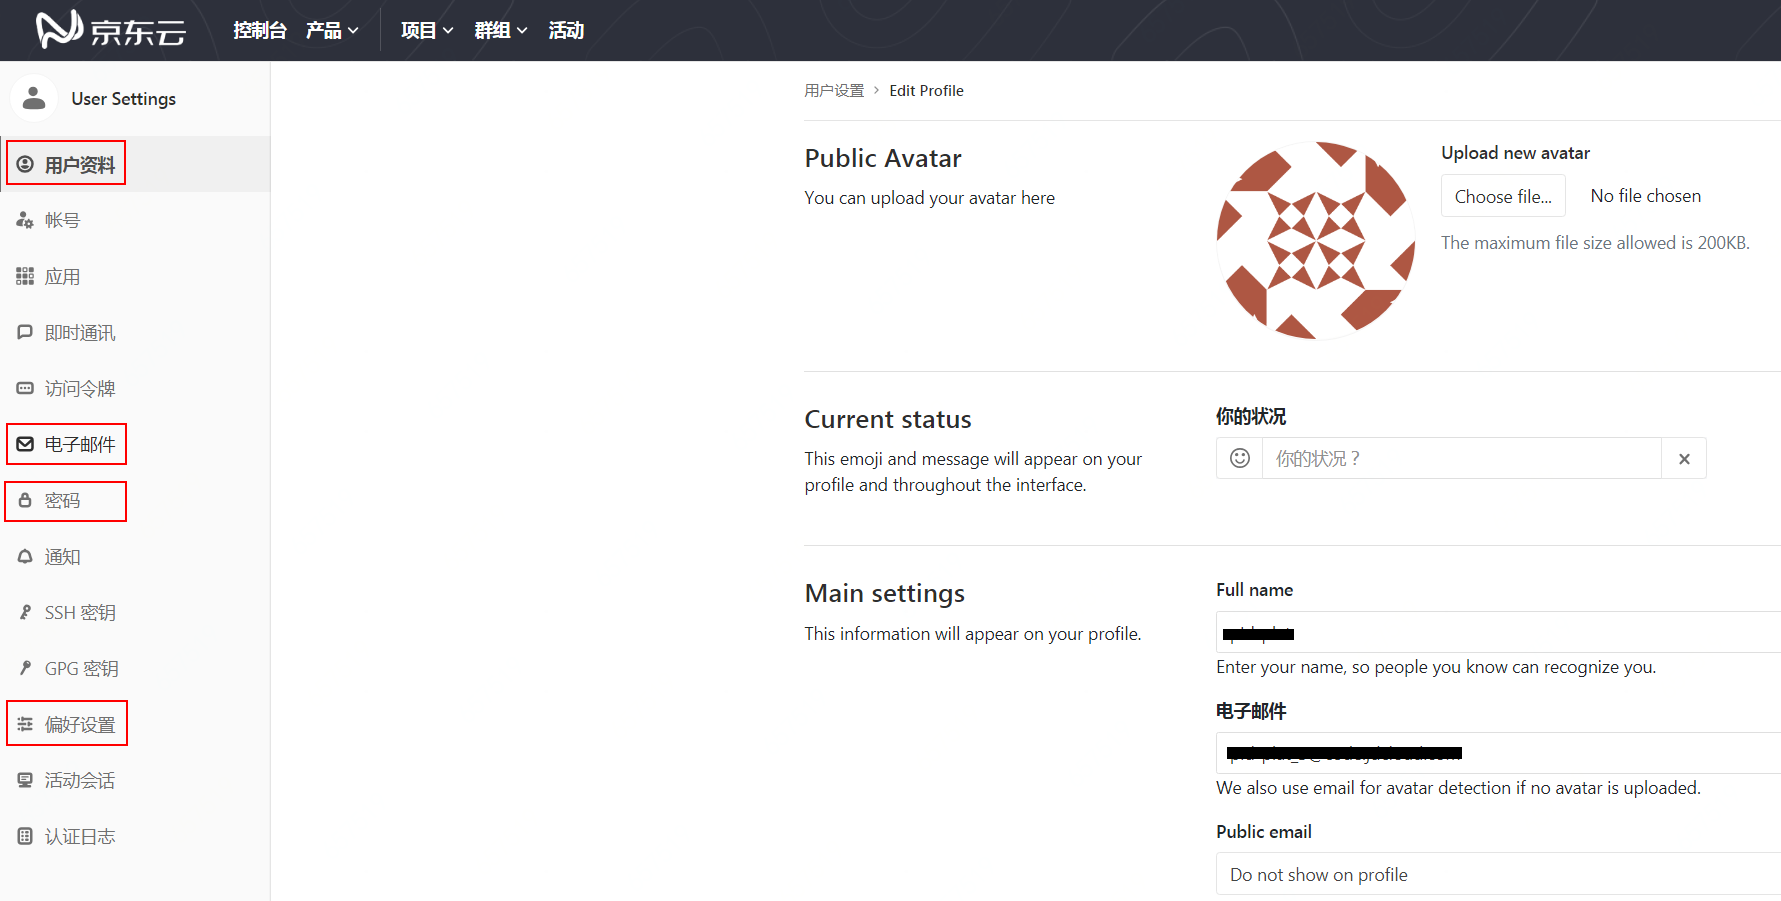 京东云
控制台 产品 项目 群组 活动
User Settings
用户资料
帐号
应用
即时通讯
访问令牌
电子邮件
密码
通知
SSH 密钥
GPG 密钥
偏好设置
活动会话
认证日志
用户设置 > Edit Profile
Public Avatar
You can upload your avatar here
Upload new avatar
Choose file... No file chosen
The maximum file size allowed is 200KB.
Current status
This emoji and message will appear on your
profile and throughout the interface.
你的状况
你的状况？
Main settings
This information will appear on your profile.
Full name
Enter your name, so people you know can recognize you.
电子邮件
We also use email for avatar detection if no avatar is uploaded.
Public email
Do not show on profile